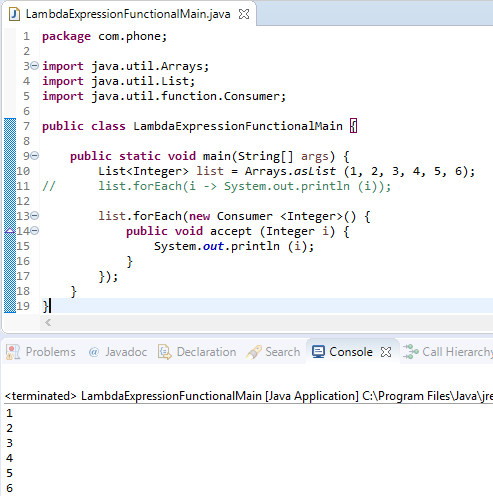 LambdaExpressionFunctionalMain.java
1 package com.phone;
2
3 import java.util.Arrays;
4 import java.util.List;
5 import java.util.function.Consumer;
6
7 public class LambdaExpressionFunctionalMain {
8
9 public static void main(String[] args) {
10 List<Integer> list = Arrays.asList (1, 2, 3, 4, 5, 6);
11 // list.forEach(i -> System.out.println (i));
12
13 list.forEach(new Consumer <Integer>() {
14 public void accept (Integer i) {
15 System.out.println (i);
16 }
17 });
18 }
19 }
Problems @ Javadoc Declaration Search Console Call Hierarchy
<terminated> LambdaExpressionFunctionalMain [Java Application] C:\Program Files\Java\jre
1
2
3
4
5
6